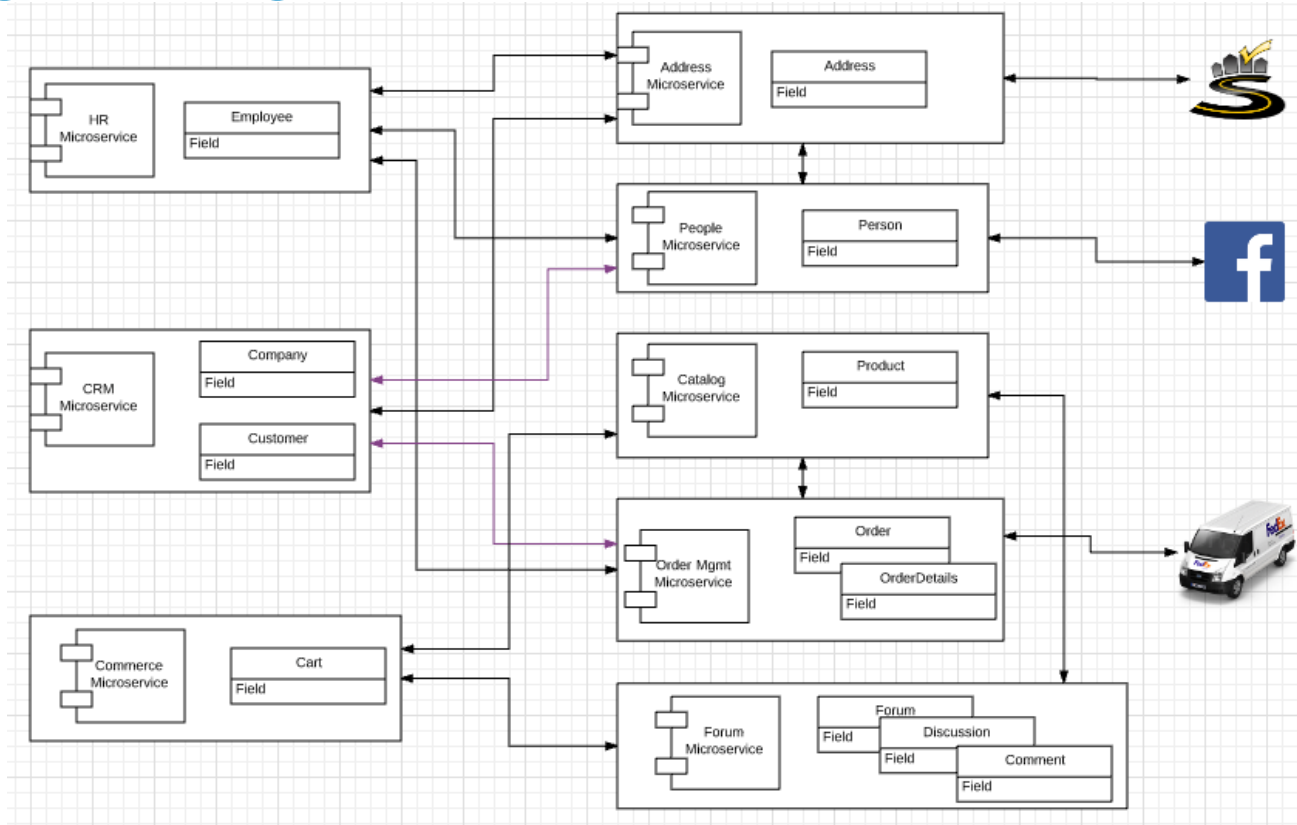 HR
Microservice
Employee
Field
CRM
Microservice
Company
Field
Customer
Field
Commerce
Microservice
Cart
Field
Address
Microservice
Address
Field
People
Microservice
Person
Field
Catalog
Microservice
Product
Field
Order Mgmt
Microservice
Order
Field
OrderDetails
Field
Forum
Microservice
Forum
Field
Discussion
Field
Comment
Field
S
f
FedEx
FedEx